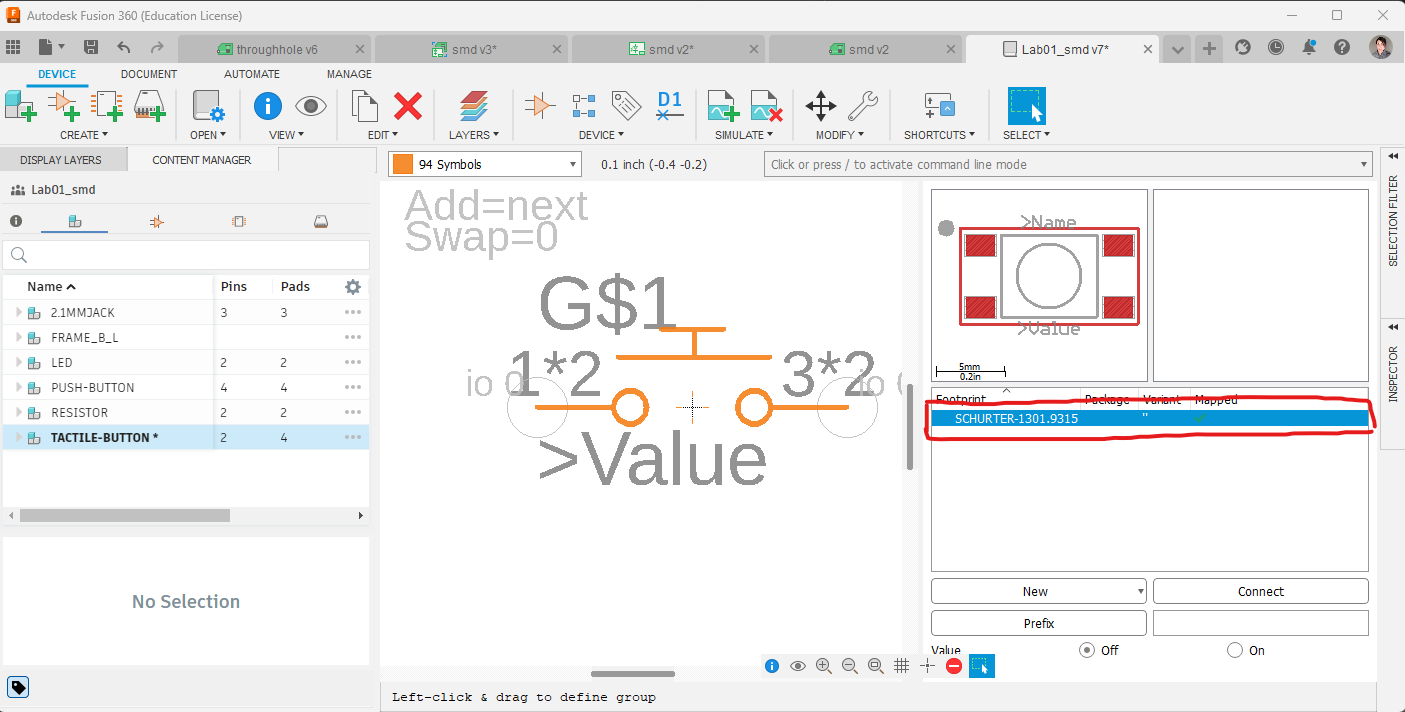 Autodesk Fusion 360 (Education License)
throughhole v6
smd v3*
smd v2*
smd v2
Lab01_smd v7*
DEVICE
DOCUMENT
AUTOMATE
MANAGE
D1
CREATE
OPEN
VIEW
EDIT
LAYERS
DEVICE
SIMULATE
MODIFY
SHORTCUTS
SELECT
DISPLAY LAYERS
CONTENT MANAGER
94 Symbols
0.1 inch (-0.4 -0.2)
Click or press / to activate command line mode
Lab01_smd
Name Pins Pads
2.1MMJACK 3 3
FRAME_B_L
LED 2 2
PUSH-BUTTON 4 4
RESISTOR 2 2
TACTILE-BUTTON * 2 4
No Selection
Add=next
Swap=0
G$1
io 0
1*2
3*2
io 0
>Value
>Name
>Value
5mm
0.2in
Footprint Package Variant Mapped
SCHURTER-1301.9315 ''
New
Connect
Prefix
Value
Off
On
SELECTION FILTER
INSPECTOR
Left-click & drag to define group